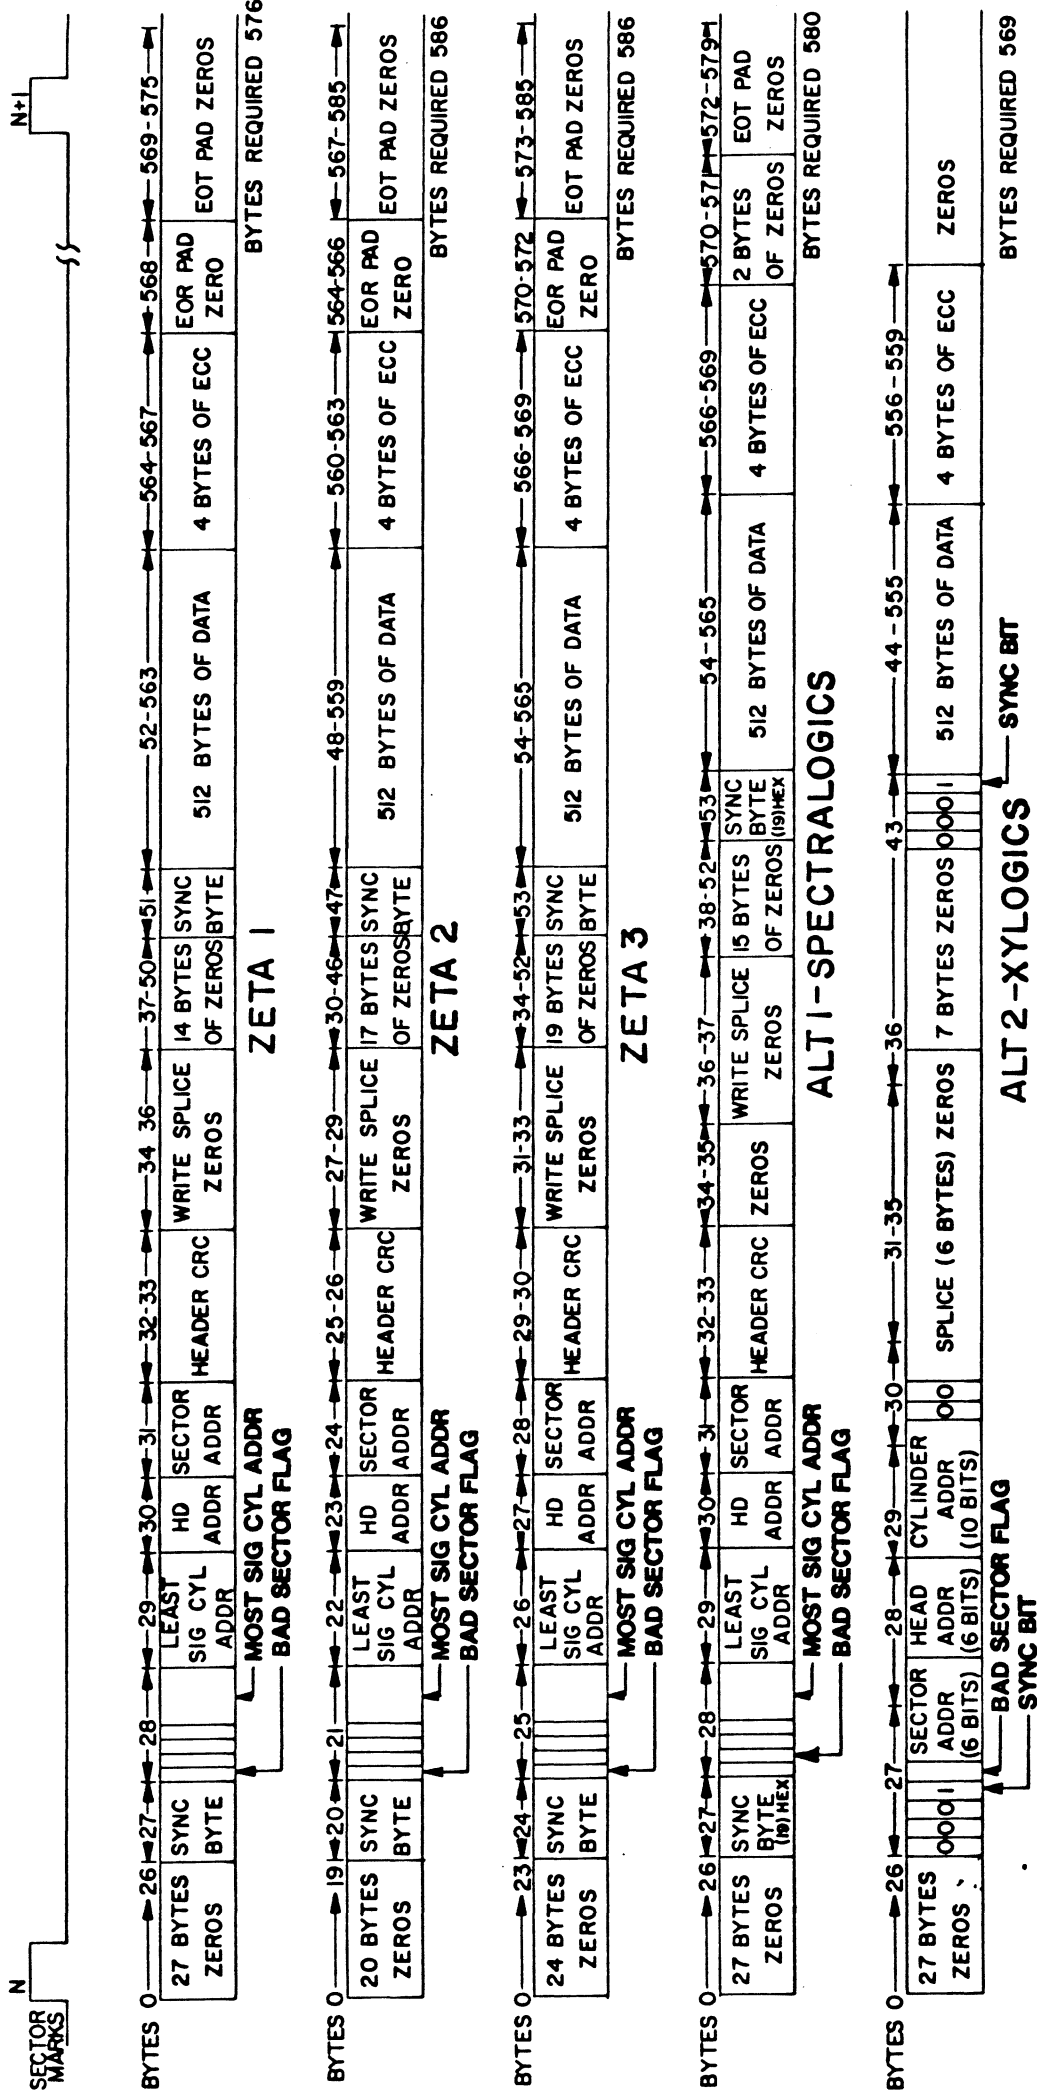 SECTOR MARKS
N
N+1
BYTES 0 26 27 28 29 30 31 32-33 34 36 37-50 51 52-563 564-567 568 569-575
27 BYTES ZEROS
SYNC BYTE
LEAST SIG CYL ADDR
HD ADDR
SECTOR ADDR
HEADER CRC
WRITE SPLICE ZEROS
14 BYTES OF ZEROS
SYNC BYTE
512 BYTES OF DATA
4 BYTES OF ECC
EOR PAD ZERO
EOT PAD ZEROS
MOST SIG CYL ADDR
BAD SECTOR FLAG
ZETA 1
BYTES REQUIRED 576
BYTES 0 19 20 21 22 23 24 25-26 27-29 30-46 47 48-559 560-563 564-566 567-585
20 BYTES ZEROS
SYNC BYTE
LEAST SIG CYL ADDR
HD ADDR
SECTOR ADDR
HEADER CRC
WRITE SPLICE ZEROS
17 BYTES OF ZEROS
SYNC BYTE
512 BYTES OF DATA
4 BYTES OF ECC
EOR PAD ZERO
EOT PAD ZEROS
MOST SIG CYL ADDR
BAD SECTOR FLAG
ZETA 2
BYTES REQUIRED 586
BYTES 0 23 24 25 26 27 28 29-30 31-33 34-52 53 54-565 566-569 570-572 573-585
24 BYTES ZEROS
SYNC BYTE
LEAST SIG CYL ADDR
HD ADDR
SECTOR ADDR
HEADER CRC
WRITE SPLICE ZEROS
19 BYTES OF ZEROS
SYNC BYTE
512 BYTES OF DATA
4 BYTES OF ECC
EOR PAD ZERO
EOT PAD ZEROS
MOST SIG CYL ADDR
BAD SECTOR FLAG
ZETA 3
BYTES REQUIRED 586
BYTES 0 26 27 28 29 30 31 32-33 34-35 36-37 38-52 53 54-565 566-569 570-571 572-579
27 BYTES ZEROS
SYNC BYTE (19) HEX
LEAST SIG CYL ADDR
HD ADDR
SECTOR ADDR
HEADER CRC
ZEROS
WRITE SPLICE ZEROS
15 BYTES OF ZEROS
SYNC BYTE (19) HEX
512 BYTES OF DATA
4 BYTES OF ECC
2 BYTES OF ZEROS
EOT PAD ZEROS
MOST SIG CYL ADDR
BAD SECTOR FLAG
ALT 1-SPECTRALOGICS
BYTES REQUIRED 580
BYTES 0 26 27 28 29 30 31-35 36 43 44-555 556-559
27 BYTES ZEROS
0001
SECTOR ADDR (6 BITS)
HEAD ADDR (6 BITS)
CYLINDER ADDR (10 BITS)
00
SPLICE (6 BYTES) ZEROS
7 BYTES ZEROS
0001
512 BYTES OF DATA
4 BYTES OF ECC
ZEROS
BAD SECTOR FLAG
SYNC BIT
SYNC BIT
ALT 2-XYLOGICS
BYTES REQUIRED 569